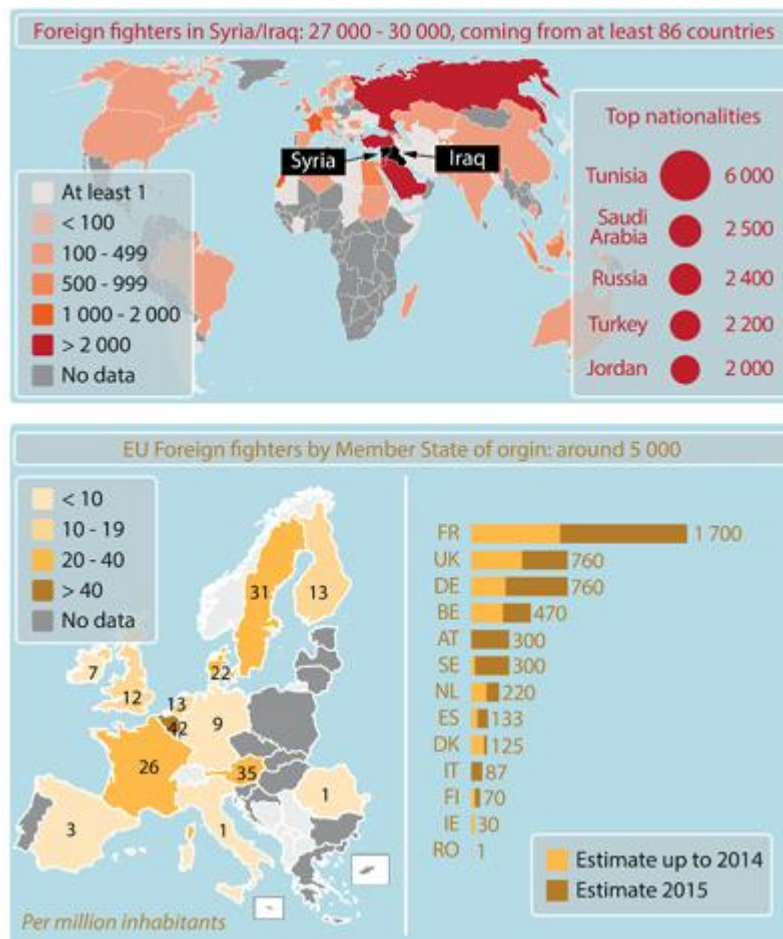 Foreign fighters in Syria/Iraq: 27 000 - 30 000, coming from at least 86 countries
Syria
Iraq
At least 1
< 100
100 - 499
500 - 999
1 000 - 2 000
> 2 000
No data
Top nationalities
Tunisia 6 000
Saudi
Arabia 2 500
Russia 2 400
Turkey 2 200
Jordan 2 000
EU Foreign fighters by Member State of orgin: around 5 000
< 10
10 - 19
20 - 40
> 40
No data
31
13
7
22
12
13
42
9
26
35
1
3
1
Per million inhabitants
FR 1 700
UK 760
DE 760
BE 470
AT 300
SE 300
NL 220
ES 133
DK 125
IT 87
FI 70
IE 30
RO 1
Estimate up to 2014
Estimate 2015